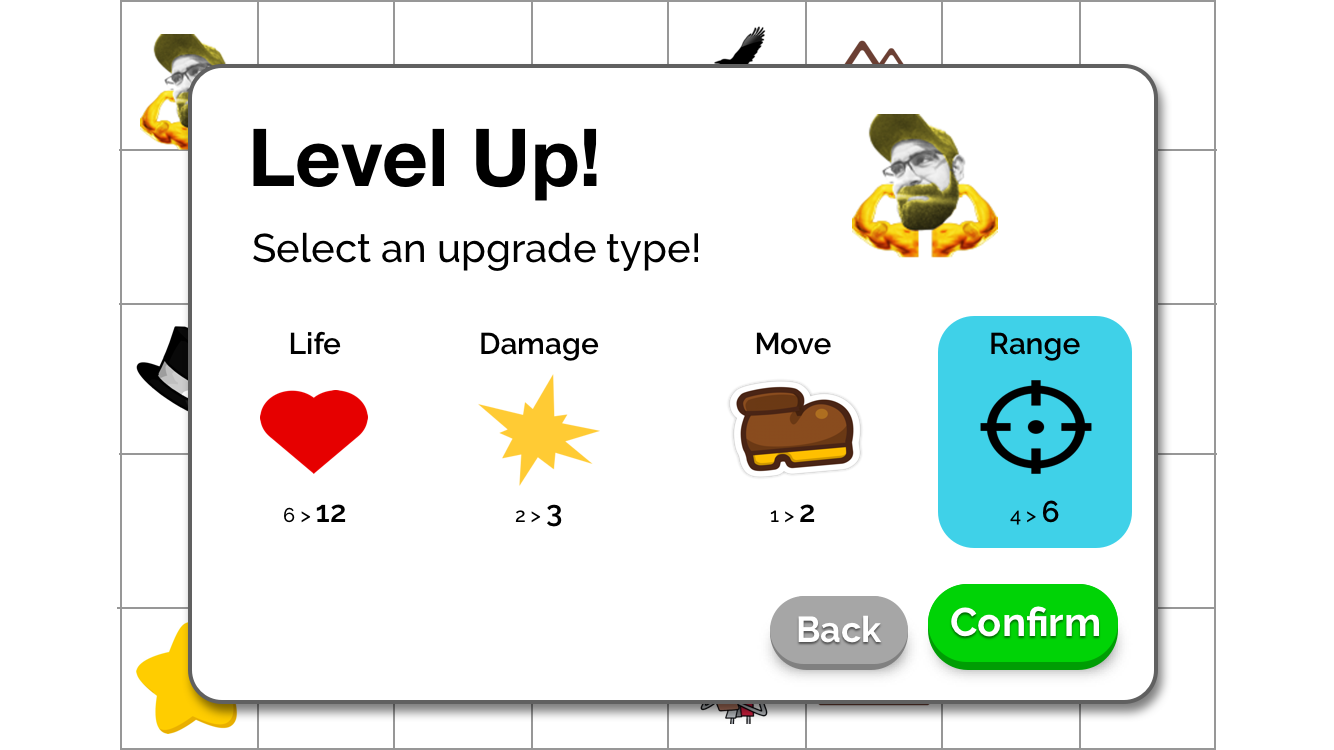 Level Up!
Select an upgrade type!
Life Damage Move Range
6 > 12 2 > 3 1 > 2 4 > 6
Back Confirm